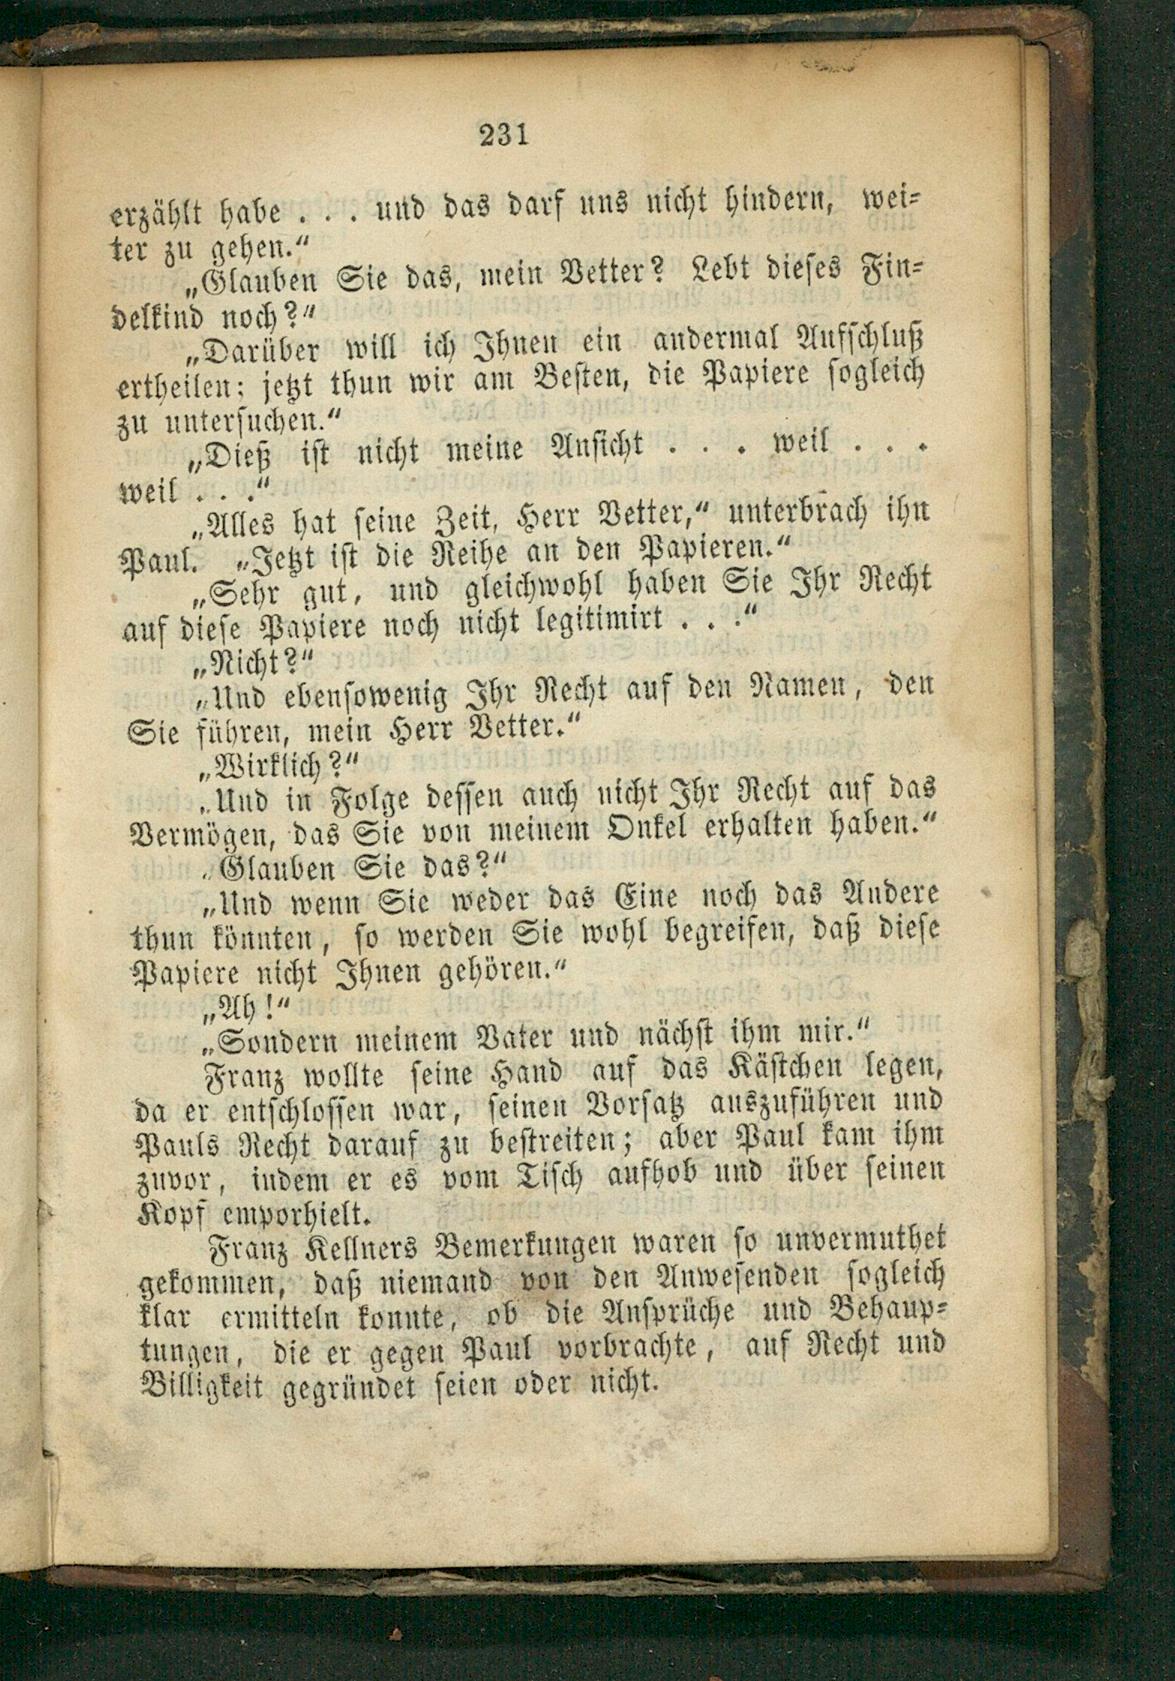 231
erzählt habe . . . und das darf uns nicht hindern, wei-
ter zu gehen.“
„Glauben Sie das, mein Vetter? Lebt dieses Fin-
delkind noch?“
„Darüber will ich Ihnen ein andermal Aufschluß
ertheilen; jetzt thun wir am Besten, die Papiere sogleich
zu untersuchen.“
„Dieß ist nicht meine Ansicht . . . weil . . .
weil . . .“
„Alles hat seine Zeit, Herr Vetter,“ unterbrach ihn
Paul. „Jetzt ist die Reihe an den Papieren.“
„Sehr gut, und gleichwohl haben Sie Ihr Recht
auf diese Papiere noch nicht legitimirt . . .“
„Nicht?“
„Und ebensowenig Ihr Recht auf den Namen, den
Sie führen, mein Herr Vetter.“
„Wirklich?“
„Und in Folge dessen auch nicht Ihr Recht auf das
Vermögen, das Sie von meinem Onkel erhalten haben.“
„Glauben Sie das?“
„Und wenn Sie weder das Eine noch das Andere
thun könnten, so werden Sie wohl begreifen, daß diese
Papiere nicht Ihnen gehören.“
„Ah!“
„Sondern meinem Vater und nächst ihm mir.“
Franz wollte seine Hand auf das Kästchen legen,
da er entschlossen war, seinen Vorsatz auszuführen und
Pauls Recht darauf zu bestreiten; aber Paul kam ihm
zuvor, indem er es vom Tisch aufhob und über seinen
Kopf emporhielt.
Franz Kellners Bemerkungen waren so unvermuthet
gekommen, daß niemand von den Anwesenden sogleich
klar ermitteln konnte, ob die Ansprüche und Behaup-
tungen, die er gegen Paul vorbrachte, auf Recht und
Billigkeit gegründet seien oder nicht.